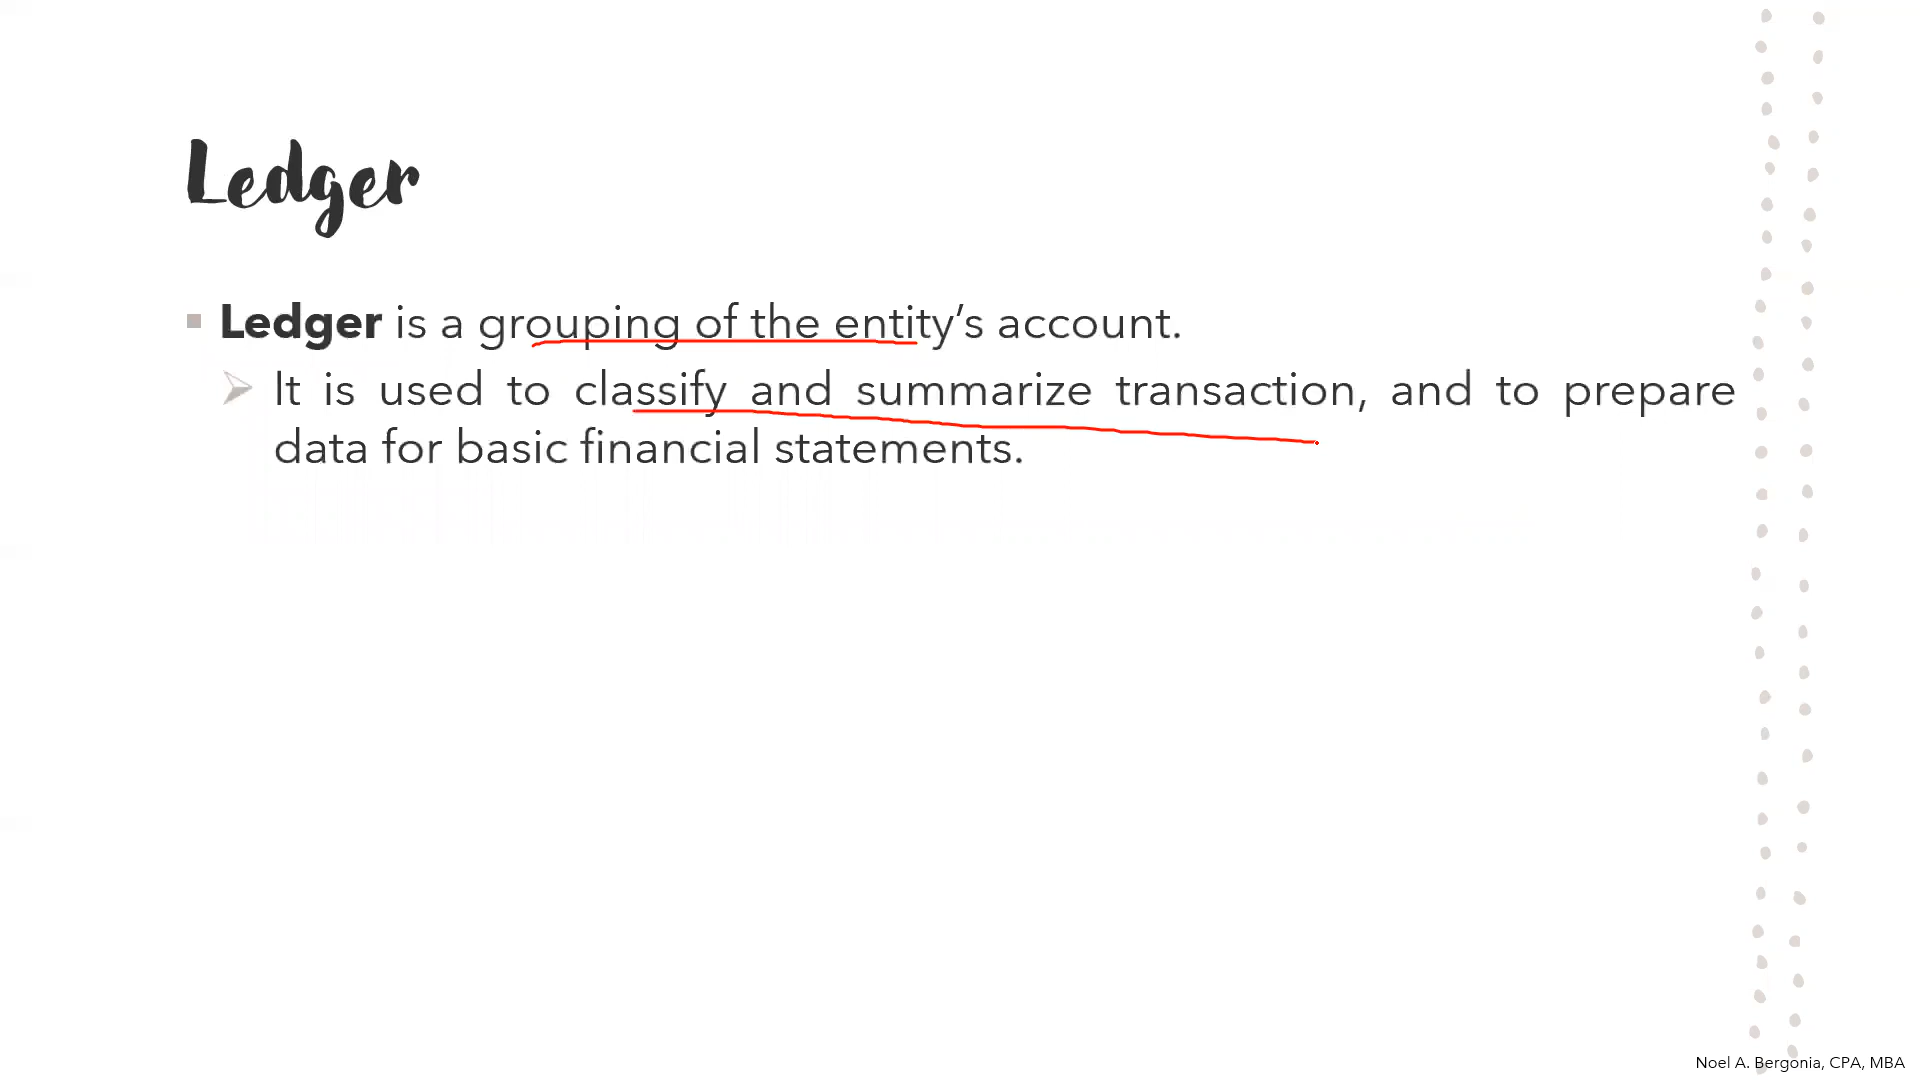 Ledger
Ledger is a grouping of the entity's account.
It is used to classify and summarize transaction, and to prepare
data for basic financial statements.
Noel A. Bergonia, CPA, MBA